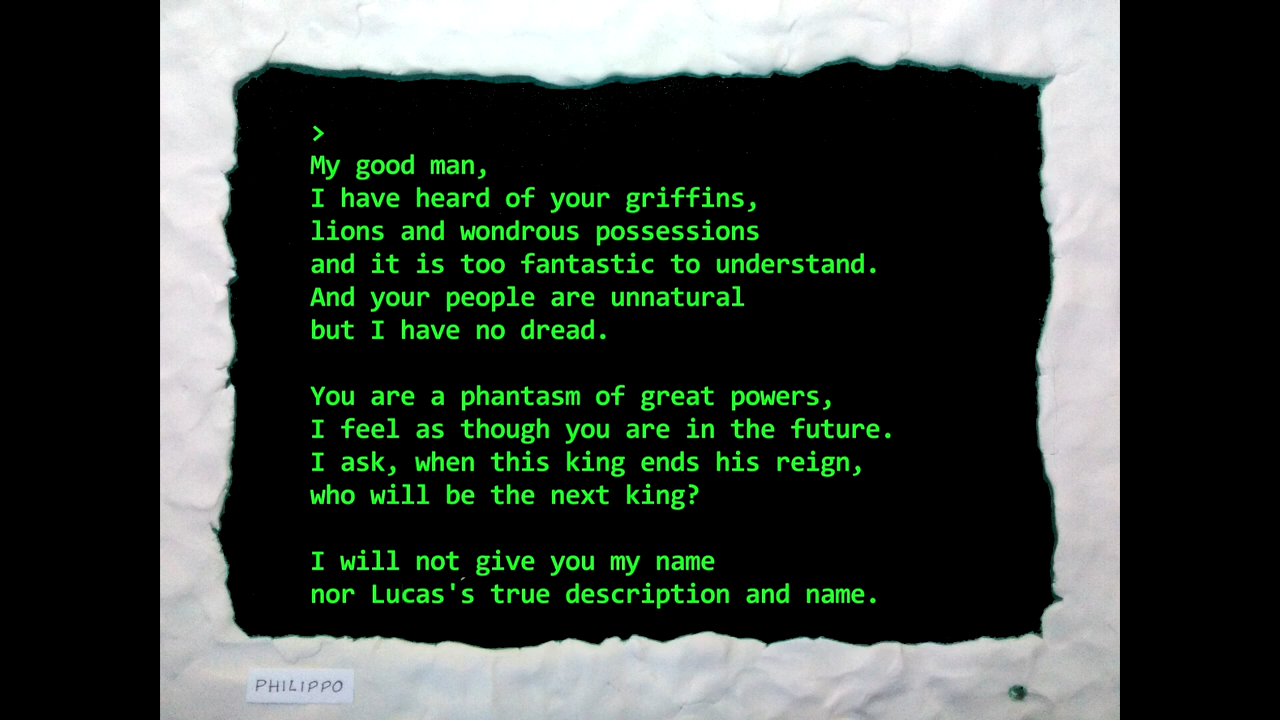 >
My good man,
I have heard of your griffins,
lions and wondrous possessions
and it is too fantastic to understand.
And your people are unnatural
but I have no dread.
You are a phantasm of great powers,
I feel as though you are in the future.
I ask, when this king ends his reign,
who will be the next king?
I will not give you my name
nor Lucas's true description and name.
PHILIPPO